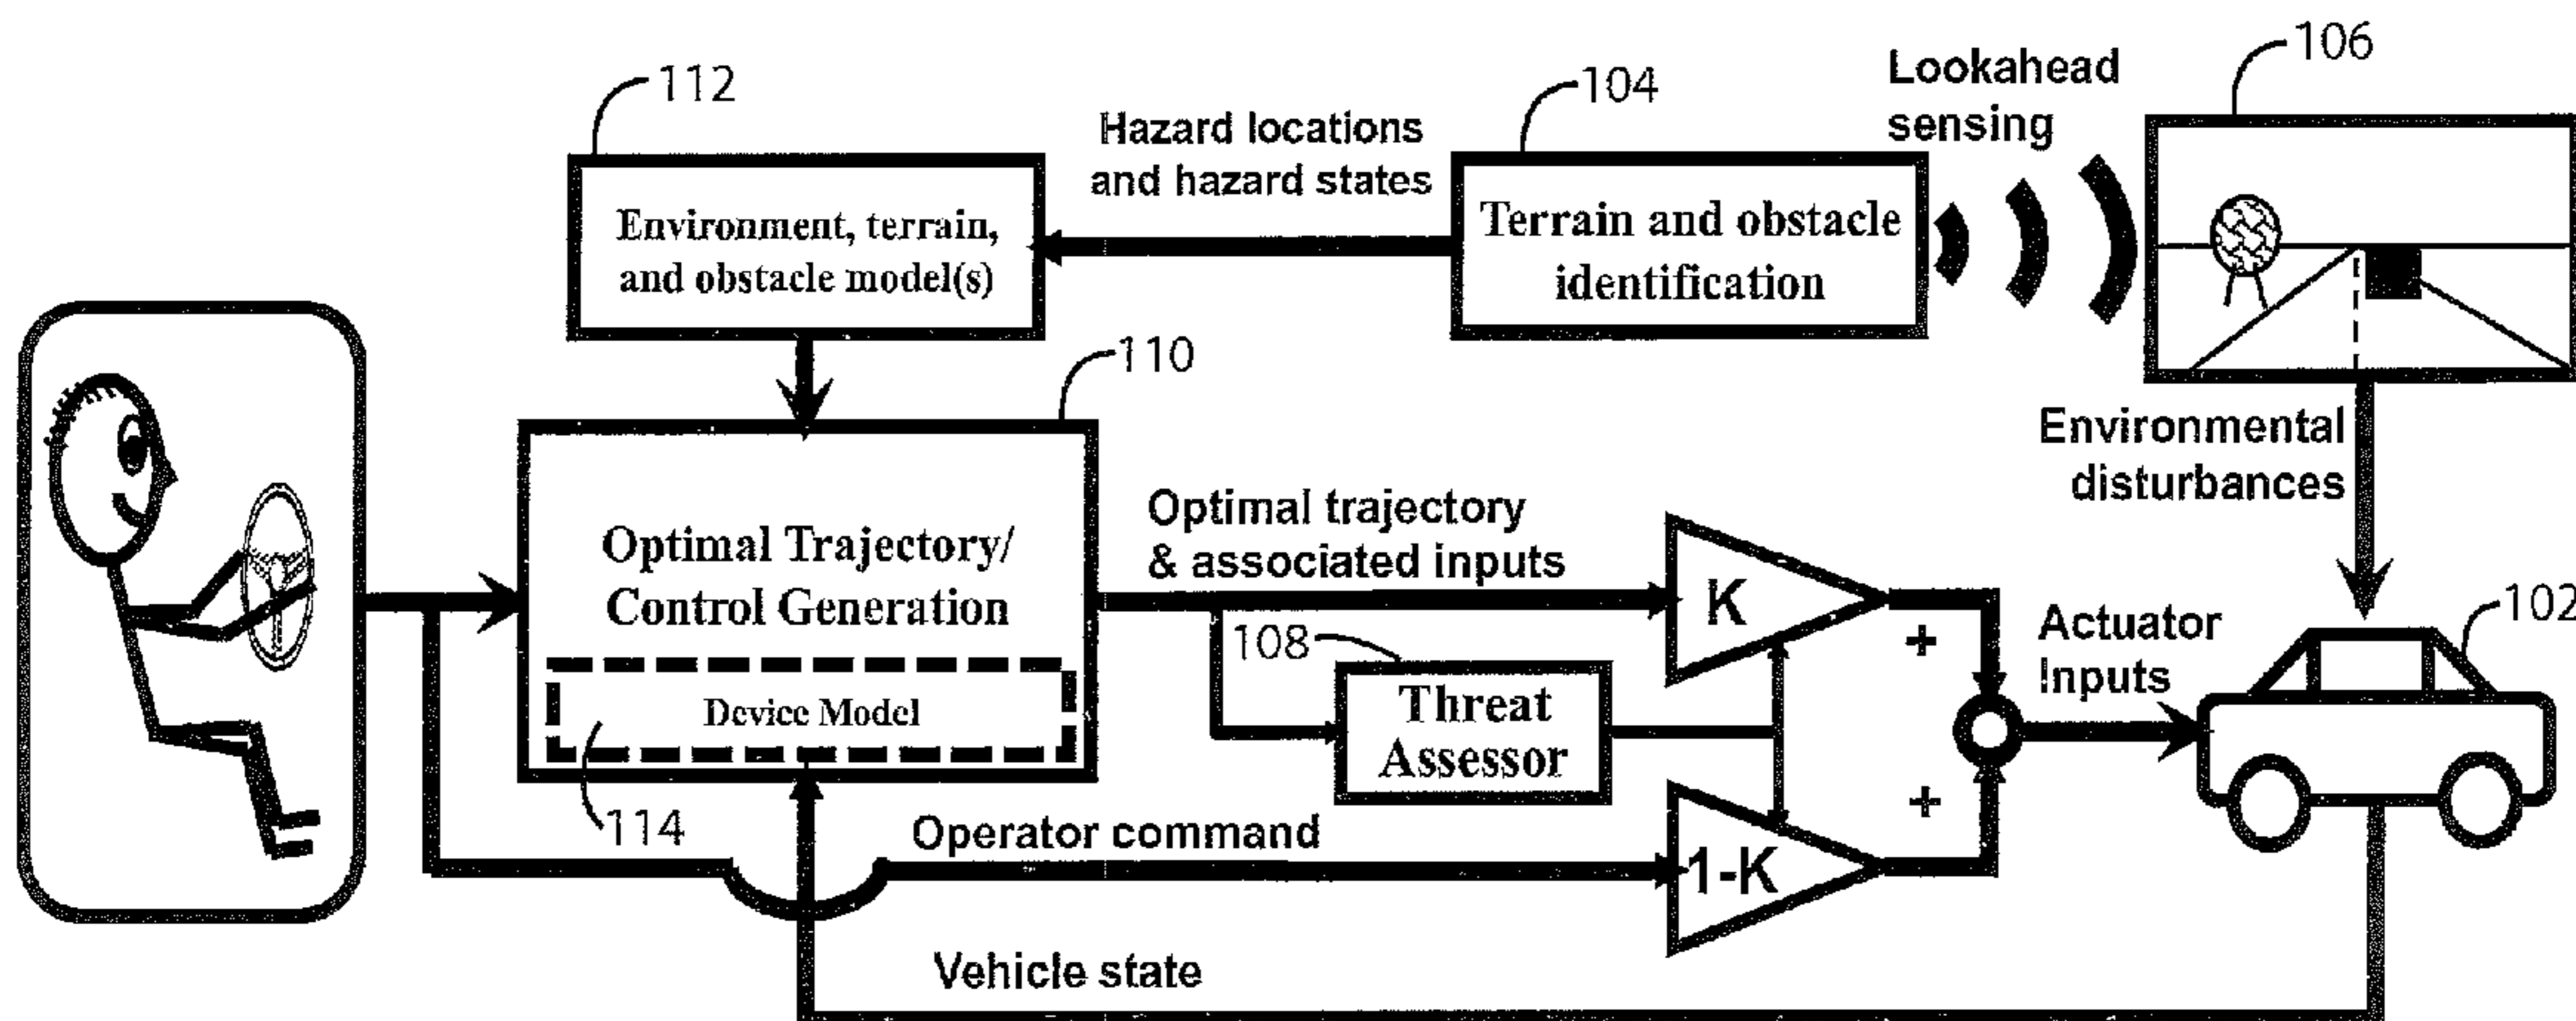 106
Lookahead
sensing
112
104
Hazard locations
and hazard states
Environment, terrain,
and obstacle model(s)
Terrain and obstacle
identification
110
Environmental
disturbances
Optimal Trajectory/
Control Generation
Optimal trajectory
& associated inputs
K
108
+
Actuator
Inputs
102
Device Model
Threat
Assessor
114
Operator command
+
1-K
Vehicle state